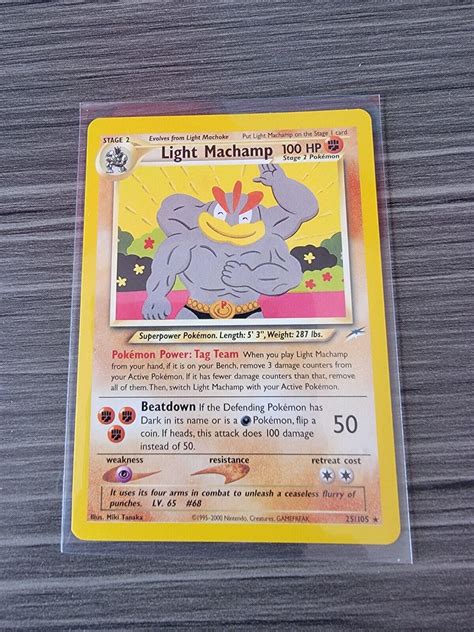 STAGE 2 Evolves from Light Machoke Put Light Machamp on the Stage 1 card.
Light Machamp 100 HP
Stage 2 Pokémon
P
Superpower Pokémon. Length: 5' 3", Weight: 287 lbs.
Pokémon Power: Tag Team When you play Light Machamp
from your hand, if it is on your Bench, remove 3 damage counters from
your Active Pokémon. If it has fewer damage counters than that, remove
all of them. Then, switch Light Machamp with your Active Pokémon.
Beatdown If the Defending Pokémon has
Dark in its name or is a Pokémon, flip a
coin. If heads, this attack does 100 damage
instead of 50.
50
weakness resistance retreat cost
It uses its four arms in combat to unleash a ceaseless flurry of
punches. LV. 65 #68
Illus. Miki Tanaka ©1995-2000 Nintendo, Creatures, GAMEFREAK. 25/105